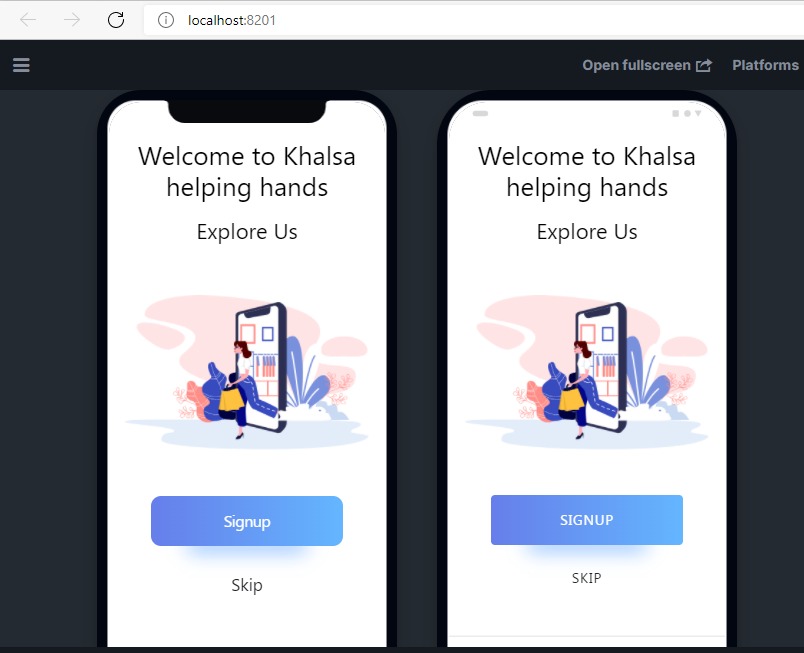 localhost:8201
Open fullscreen
Platforms
Welcome to Khalsa
helping hands
Explore Us
Signup
Skip
Welcome to Khalsa
helping hands
Explore Us
SIGNUP
SKIP